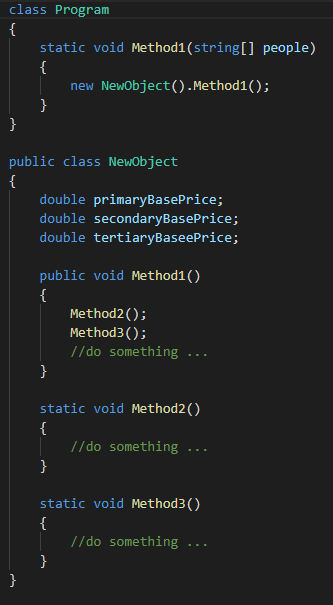 class Program
{
    static void Method1(string[] people)
    {
        new NewObject().Method1();
    }
}

public class NewObject
{
    double primaryBasePrice;
    double secondaryBasePrice;
    double tertiaryBaseePrice;

    public void Method1()
    {
        Method2();
        Method3();
        //do something ...
    }

    static void Method2()
    {
        //do something ...
    }

    static void Method3()
    {
        //do something ...
    }
}